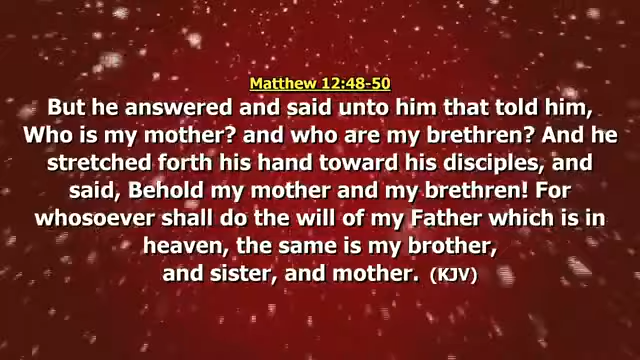 Matthew 12:48-50
But he answered and said unto him that told him,
Who is my mother? and who are my brethren? And he
stretched forth his hand toward his disciples, and
said, Behold my mother and my brethren! For
whosoever shall do the will of my Father which is in
heaven, the same is my brother,
and sister, and mother. (KJV)